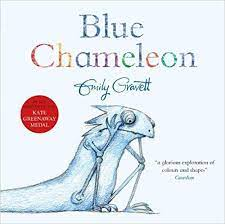 Blue
Chameleon
Emily Gravett
KATE
GREENAWAY
MEDAL
"a glorious exploration of
colours and shapes"
Guardian